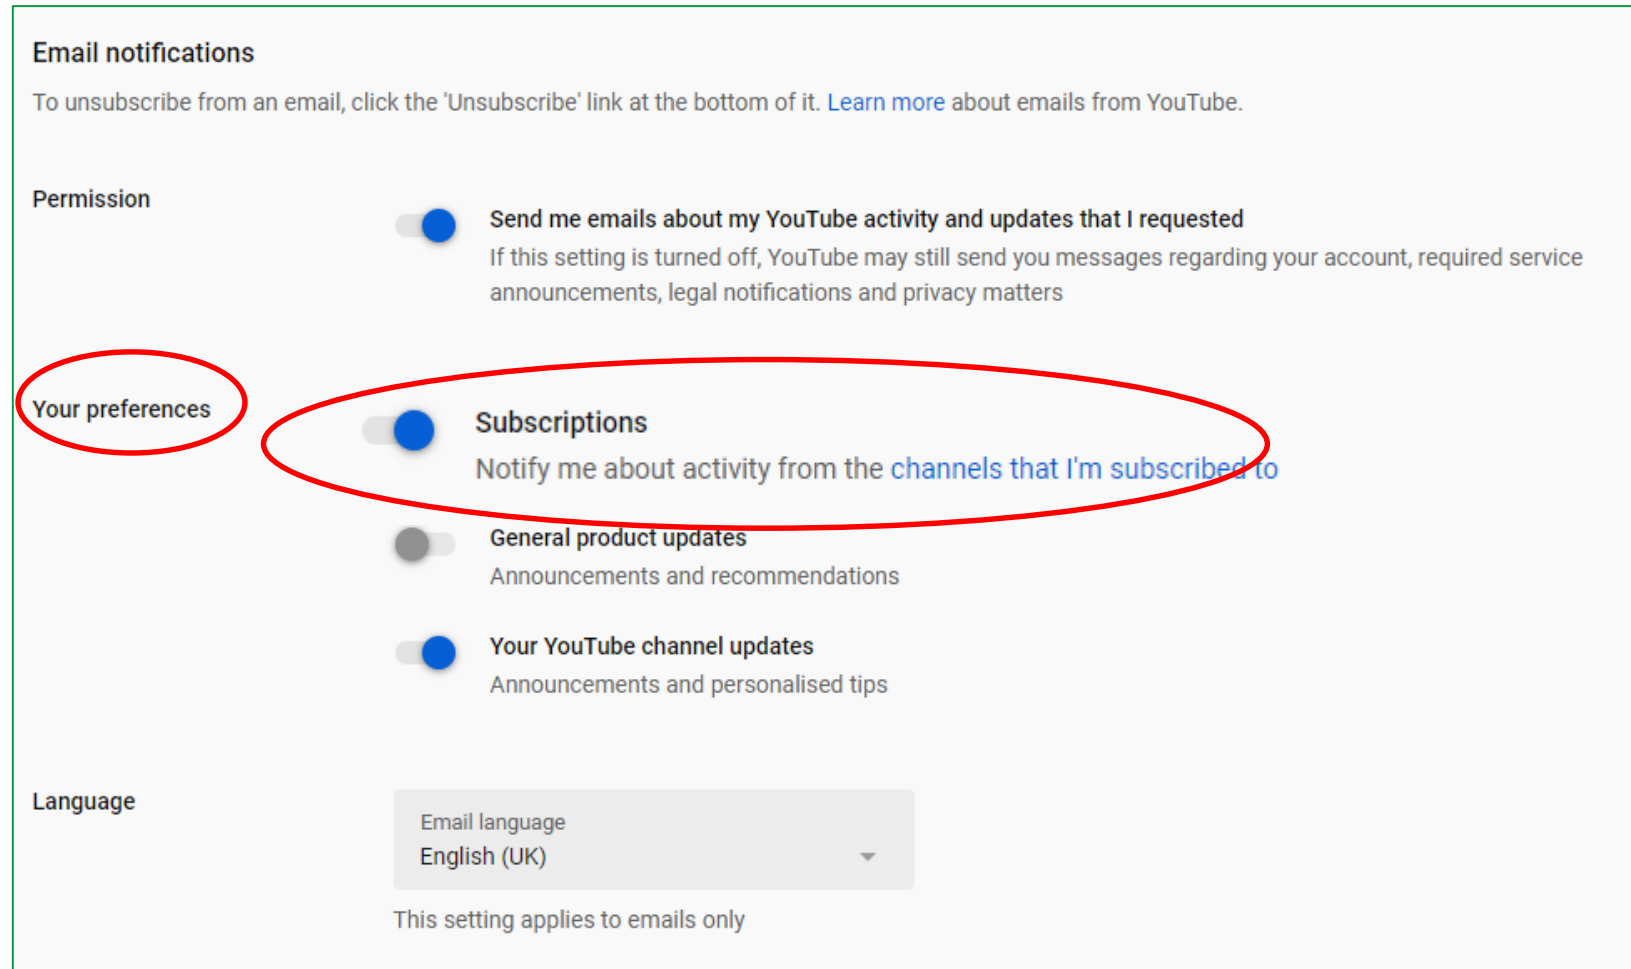 Email notifications
To unsubscribe from an email, click the 'Unsubscribe' link at the bottom of it. Learn more about emails from YouTube.
Permission
Send me emails about my YouTube activity and updates that I requested
If this setting is turned off, YouTube may still send you messages regarding your account, required service
announcements, legal notifications and privacy matters
Your preferences
Subscriptions
Notify me about activity from the channels that I'm subscribed to
General product updates
Announcements and recommendations
Your YouTube channel updates
Announcements and personalised tips
Language
Email language
English (UK)
This setting applies to emails only